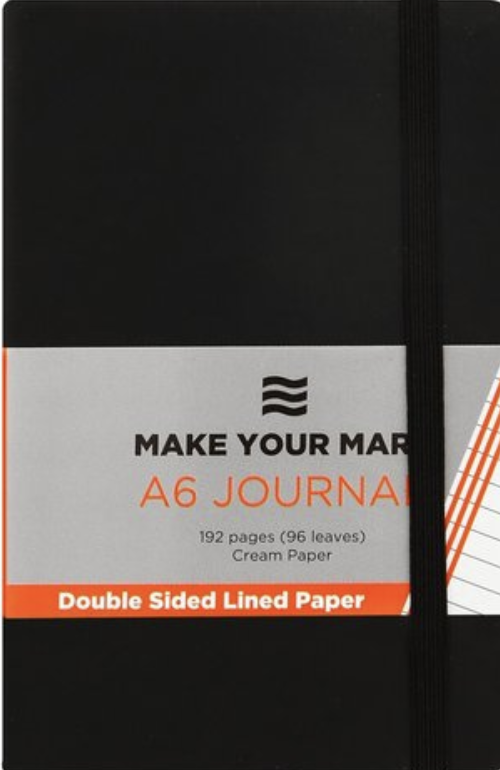 MAKE YOUR MAR
A6 JOURNA
192 pages (96 leaves)
Cream Paper
Double Sided Lined Paper